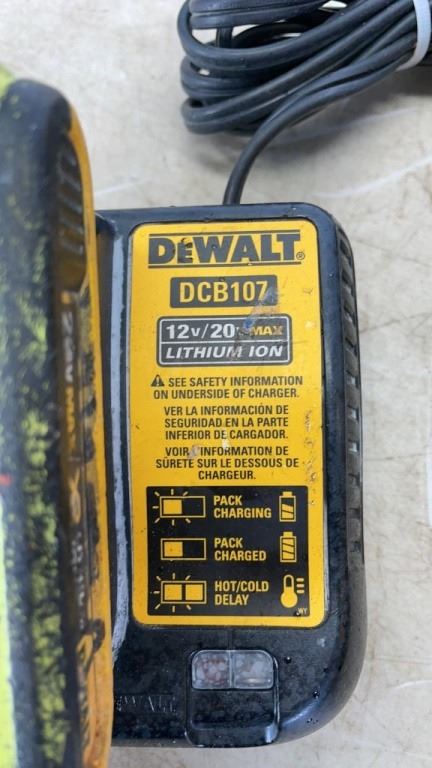 DEWALT®
DCB107
12V/20V MAX
LITHIUM ION
SEE SAFETY INFORMATION
ON UNDERSIDE OF CHARGER.
VER LA INFORMACIÓN DE
SEGURIDAD EN LA PARTE
INFERIOR DE CARGADOR.
VOIR L'INFORMATION DE
SÛRETÉ SUR LE DESSOUS DE
CHARGEUR.
PACK
CHARGING
PACK
CHARGED
HOT/COLD
DELAY
DEWALT